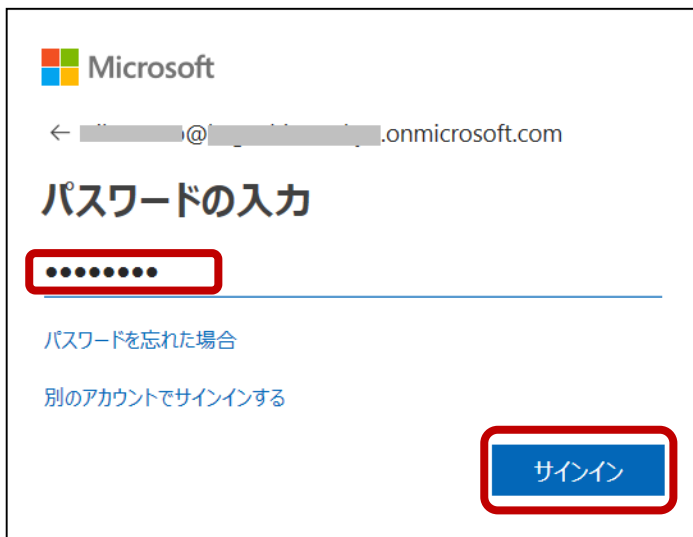 Microsoft
← @ .onmicrosoft.com
パスワードの入力
••••••••
パスワードを忘れた場合
別のアカウントでサインインする
サインイン